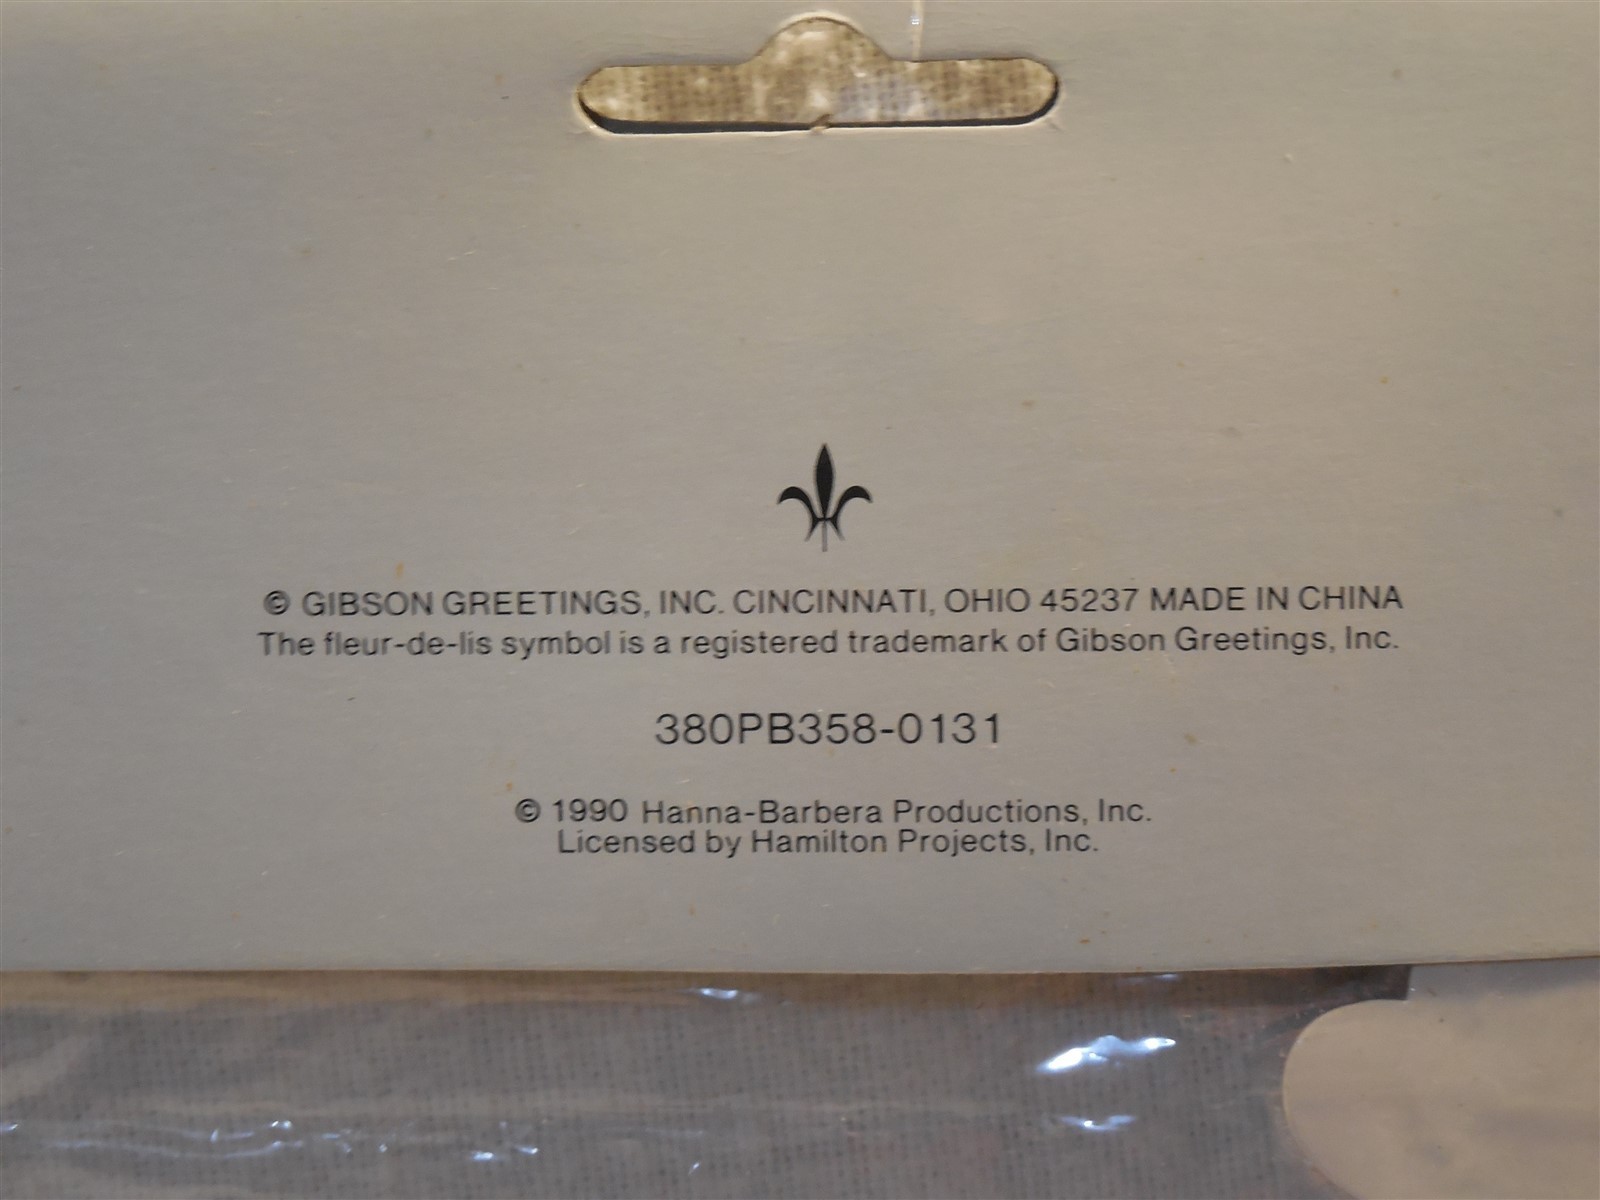 © GIBSON GREETINGS, INC. CINCINNATI, OHIO 45237 MADE IN CHINA
The fleur-de-lis symbol is a registered trademark of Gibson Greetings, Inc.
380PB358-0131
© 1990 Hanna-Barbera Productions, Inc.
Licensed by Hamilton Projects, Inc.